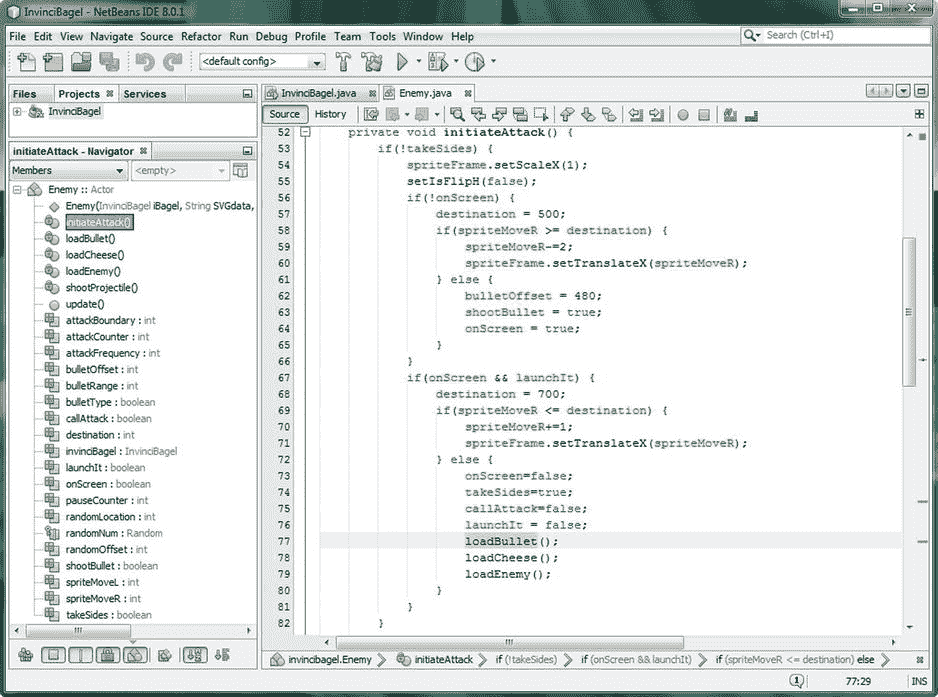 InvinciBagel - NetBeans IDE 8.0.1
File Edit View Navigate Source Refactor Run Debug Profile Team Tools Window Help
Search (Ctrl+I)
<default config>
Files Projects Services
InvinciBagel
initiateAttack - Navigator
Members <empty>
Enemy :: Actor
Enemy(InvinciBagel iBagel, String SVGdata,
initiateAttack()
loadBullet()
loadCheese()
loadEnemy()
shootProjectile()
update()
attackBoundary : int
attackCounter : int
attackFrequency : int
bulletOffset : int
bulletRange : int
bulletType : boolean
callAttack : boolean
destination : int
invinciBagel : InvinciBagel
launchIt : boolean
onScreen : boolean
pauseCounter : int
randomLocation : int
randomNum : Random
randomOffset : int
shootBullet : boolean
spriteMoveL : int
spriteMoveR : int
takeSides : boolean
InvinciBagel.java Enemy.java
Source History
52 private void initiateAttack() {
53 if(!takeSides) {
54 spriteFrame.setScaleX(1);
55 setIsFlipH(false);
56 if(!onScreen) {
57 destination = 500;
58 if(spriteMoveR >= destination) {
59 spriteMoveR-=2;
60 spriteFrame.setTranslateX(spriteMoveR);
61 } else {
62 bulletOffset = 480;
63 shootBullet = true;
64 onScreen = true;
65 }
66 }
67 if(onScreen && launchIt) {
68 destination = 700;
69 if(spriteMoveR <= destination) {
70 spriteMoveR+=1;
71 spriteFrame.setTranslateX(spriteMoveR);
72 } else {
73 onScreen=false;
74 takeSides=true;
75 callAttack=false;
76 launchIt = false;
77 loadBullet();
78 loadCheese();
79 loadEnemy();
80 }
81 }
82 }
invincibagel.Enemy initiateAttack if (!takeSides) if (onScreen && launchIt) if (spriteMoveR <= destination) else
1 77:29 INS